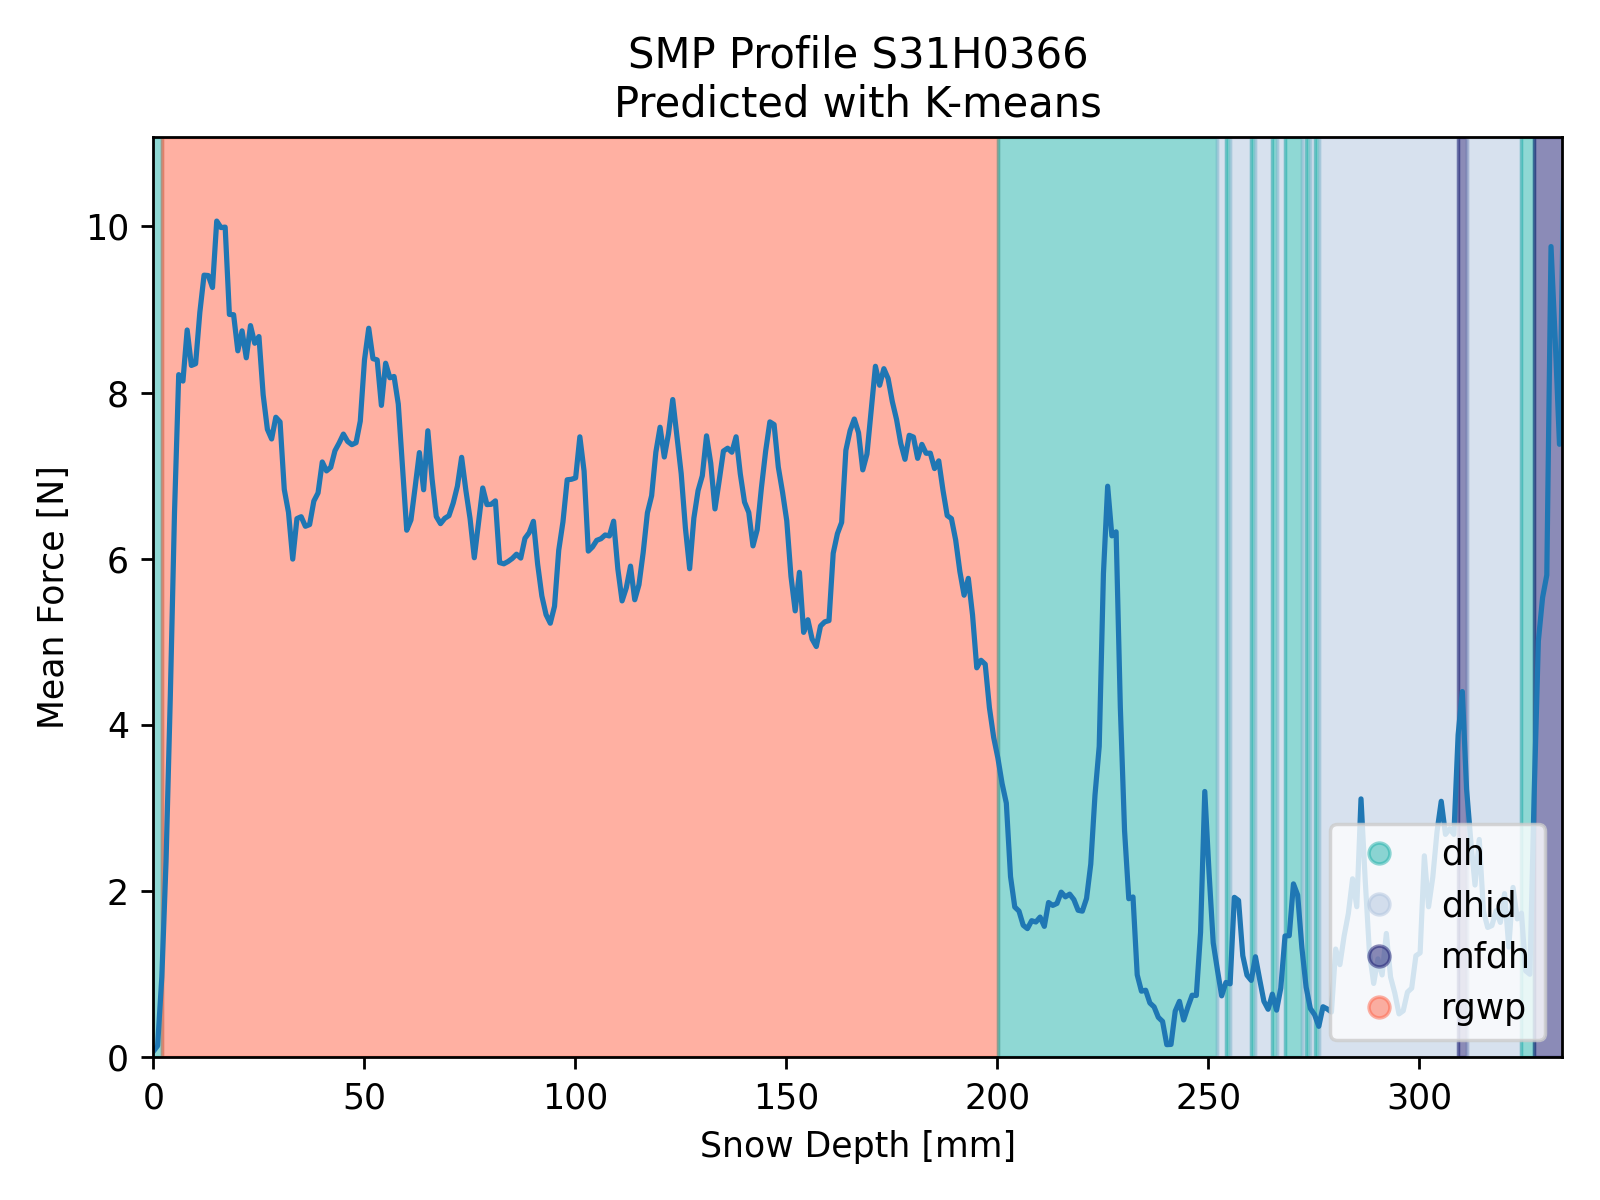 SMP Profile S31H0366
Predicted with K-means
Mean Force [N]
10
8
6
4
2
0
0 50 100 150 200 250 300
Snow Depth [mm]
dh
dhid
mfdh
rgwp